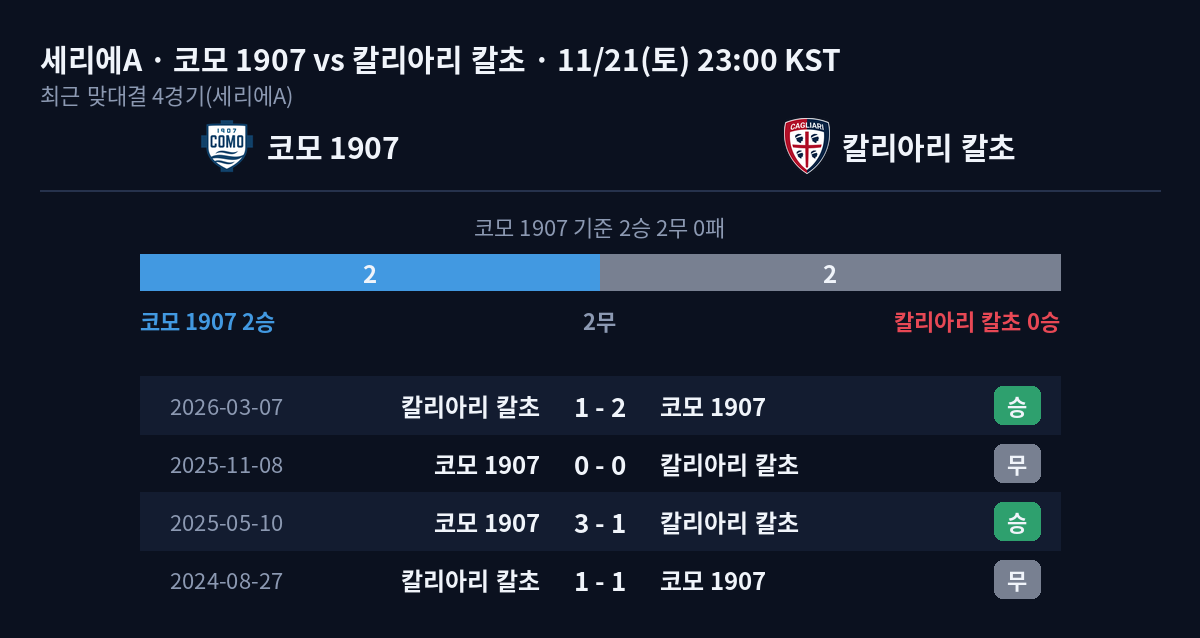 세리에A · 코모 1907 vs 칼리아리 칼초 · 11/21(토) 23:00 KST
최근 맞대결 4경기(세리에A)
1907
COMO
코모 1907
CAGLIARI
칼리아리 칼초
코모 1907 기준 2승 2무 0패
2 2
코모 1907 2승 2무 칼리아리 칼초 0승
2026-03-07 칼리아리 칼초 1 - 2 코모 1907 승
2025-11-08 코모 1907 0 - 0 칼리아리 칼초 무
2025-05-10 코모 1907 3 - 1 칼리아리 칼초 승
2024-08-27 칼리아리 칼초 1 - 1 코모 1907 무